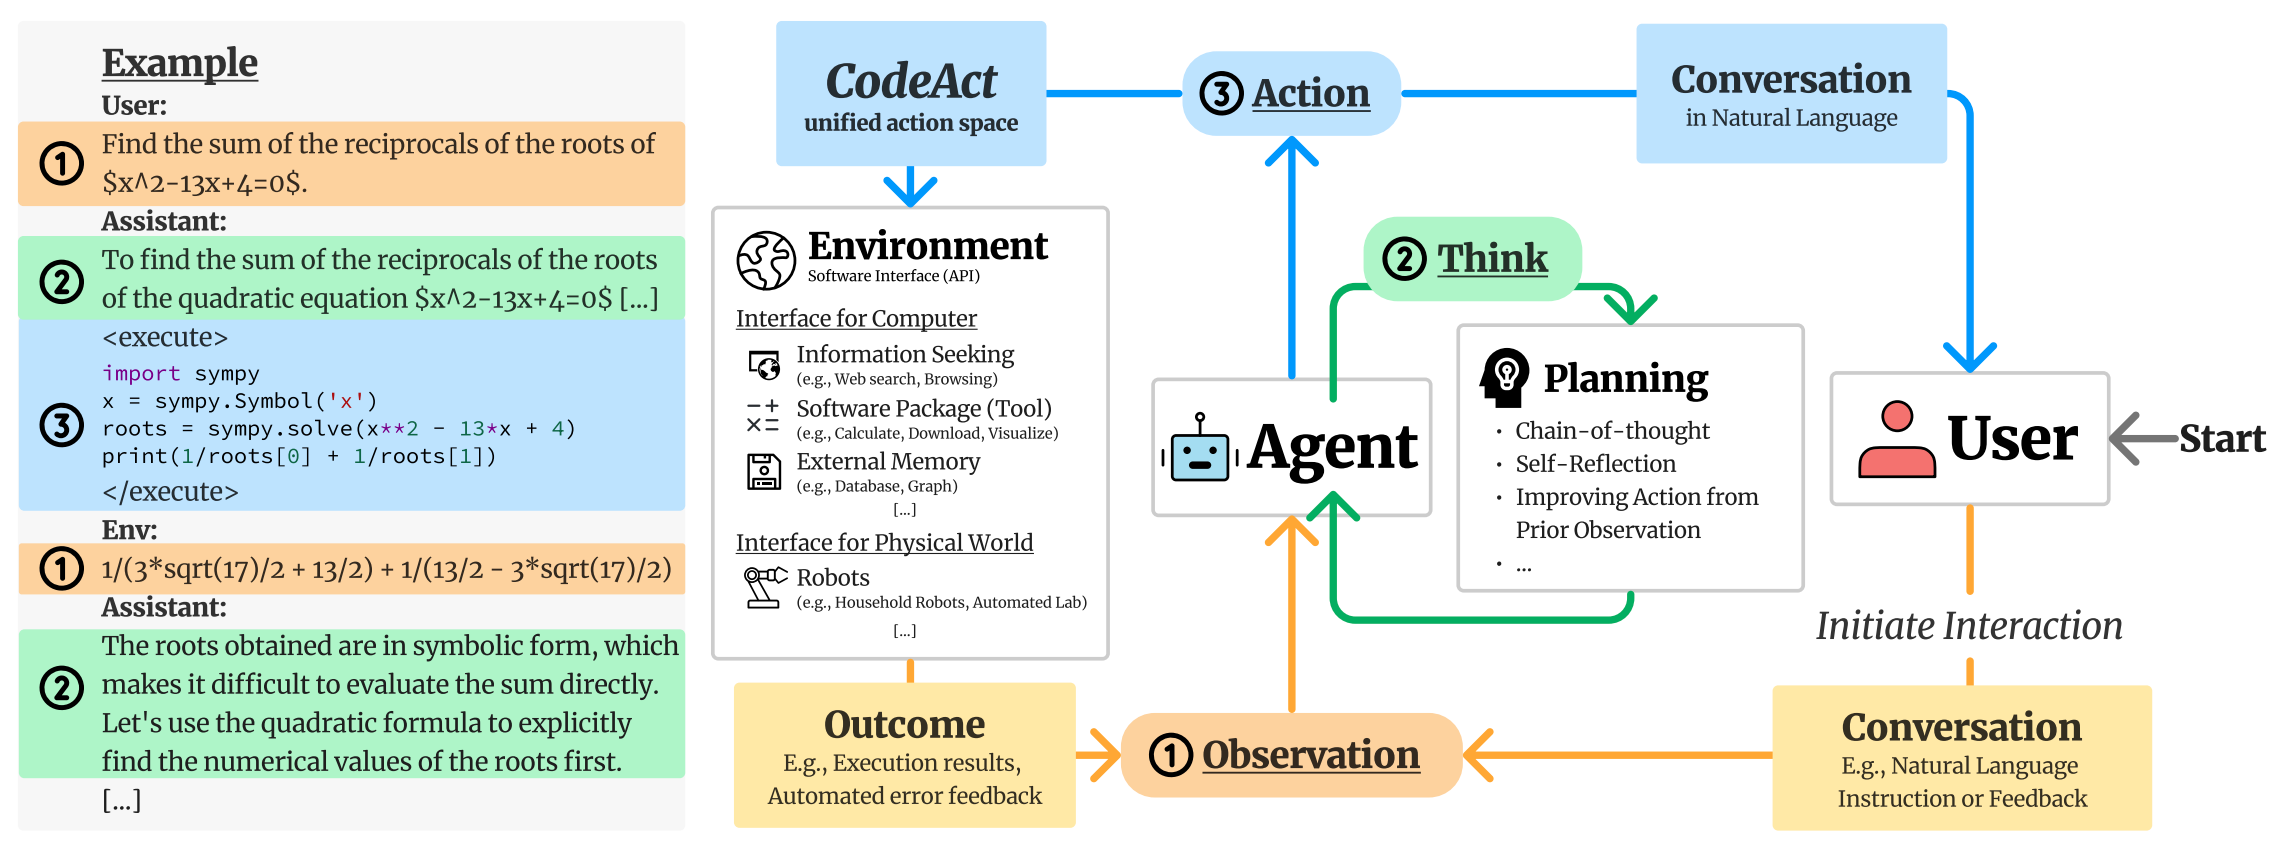 Example
User:
① Find the sum of the reciprocals of the roots of
$x^2-13x+4=0$.
Assistant:
② To find the sum of the reciprocals of the roots
of the quadratic equation $x^2-13x+4=0$ [...]
<execute>
import sympy
x = sympy.Symbol('x')
③ roots = sympy.solve(x**2 - 13*x + 4)
print(1/roots[0] + 1/roots[1])
</execute>
Env:
① 1/(3*sqrt(17)/2 + 13/2) + 1/(13/2 - 3*sqrt(17)/2)
Assistant:
② The roots obtained are in symbolic form, which
makes it difficult to evaluate the sum directly.
Let's use the quadratic formula to explicitly
find the numerical values of the roots first.
[...]
CodeAct
unified action space
③ Action
Conversation
in Natural Language
Environment
Software Interface (API)
Interface for Computer
Information Seeking
(e.g., Web search, Browsing)
Software Package (Tool)
(e.g., Calculate, Download, Visualize)
External Memory
(e.g., Database, Graph)
[...]
Interface for Physical World
Robots
(e.g., Household Robots, Automated Lab)
[...]
② Think
Planning
• Chain-of-thought
• Self-Reflection
• Improving Action from
Prior Observation
• ...
Agent
User
Start
Initiate Interaction
Outcome
E.g., Execution results,
Automated error feedback
① Observation
Conversation
E.g., Natural Language
Instruction or Feedback